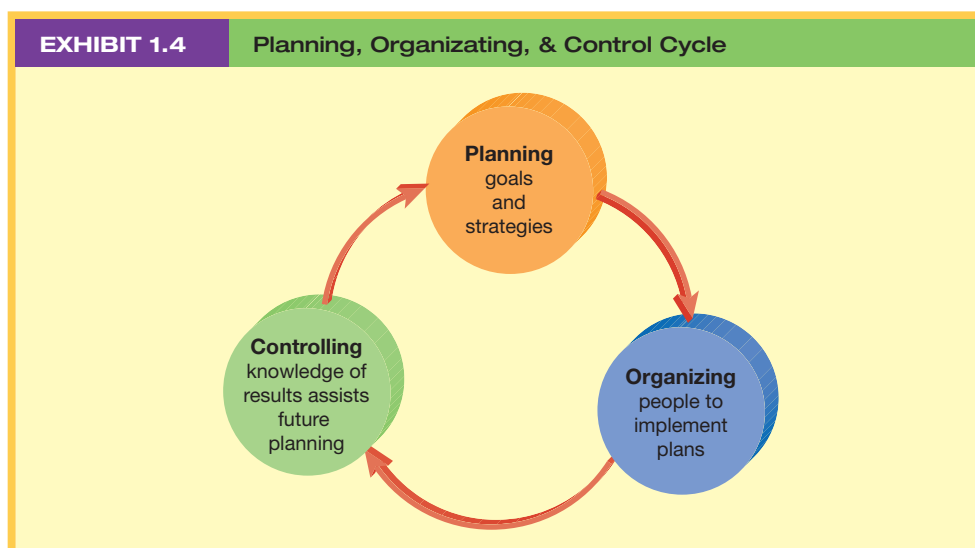 EXHIBIT 1.4
Planning, Organizating, & Control Cycle
Planning
goals
and
strategies
Controlling
knowledge of
results assists
future
planning
Organizing
people to
implement
plans